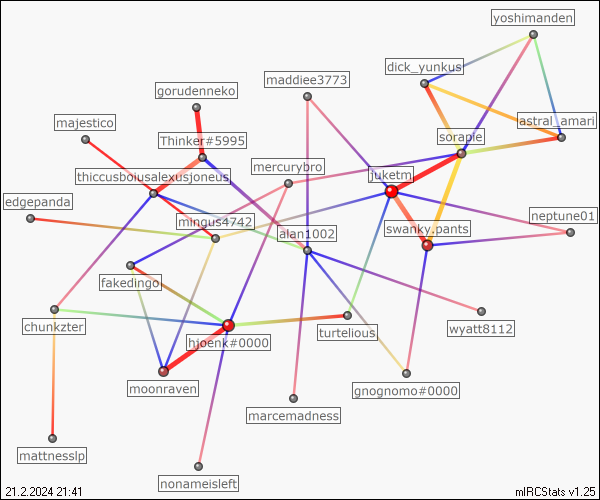 yoshimanden
dick_yunkus
maddiee3773
gorudenneko
astral_amari
majestico
sorapie
Thinker#5995
mercurybro
juketm
thiccusboiusalexusjoneus
edgepanda
neptune01
mingus4742
swanky.pants
alan1002
fakedingo
chunkzter
turtelious
wyatt8112
hjoenk#0000
moonraven
gnognomo#0000
marcemadness
mattnesslp
nonameisleft
21.2.2024 21:41
mIRCStats v1.25